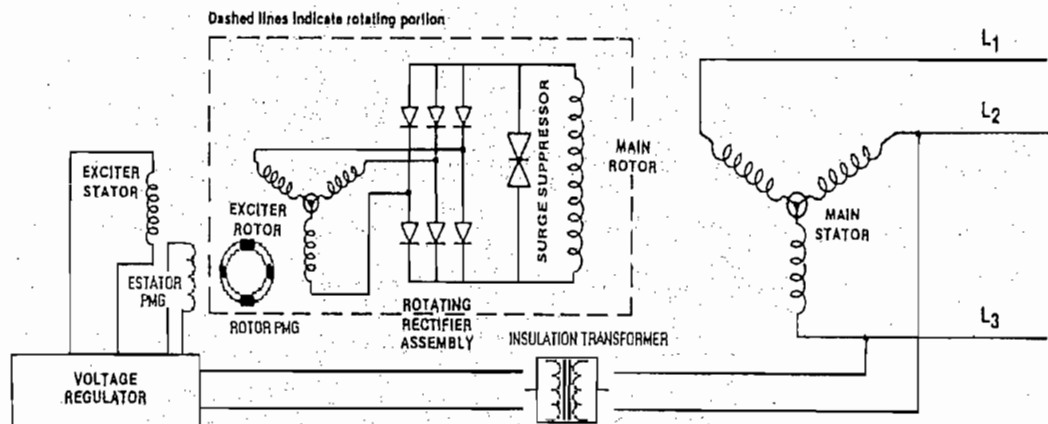 Dashed lines indicate rotating portion
L1
L2
SURGE SUPPRESSOR
MAIN
ROTOR
EXCITER
STATOR
EXCITER
ROTOR
MAIN
STATOR
ESTATOR
PMG
ROTOR PMG
ROTATING
RECTIFIER
ASSEMBLY
L3
INSULATION TRANSFORMER
VOLTAGE
REGULATOR